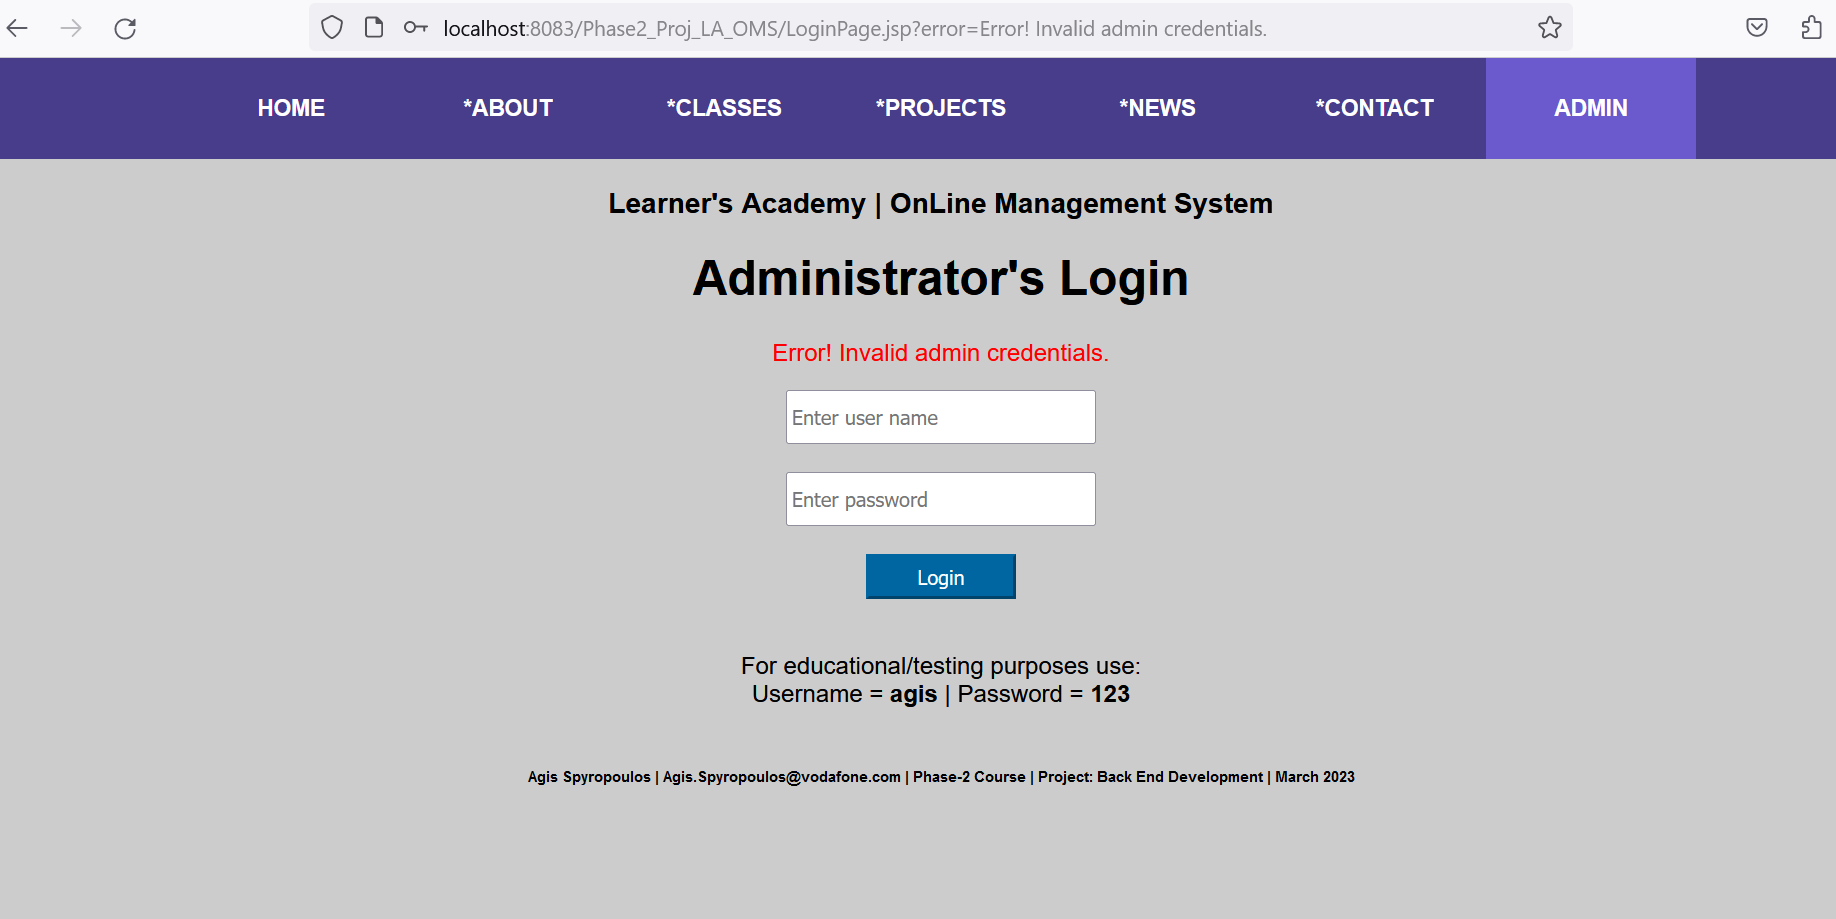 localhost:8083/Phase2_Proj_LA_OMS/LoginPage.jsp?error=Error! Invalid admin credentials.
HOME *ABOUT *CLASSES *PROJECTS *NEWS *CONTACT ADMIN
Learner's Academy | OnLine Management System
Administrator's Login
Error! Invalid admin credentials.
Enter user name
Enter password
Login
For educational/testing purposes use:
Username = agis | Password = 123
Agis Spyropoulos | Agis.Spyropoulos@vodafone.com | Phase-2 Course | Project: Back End Development | March 2023